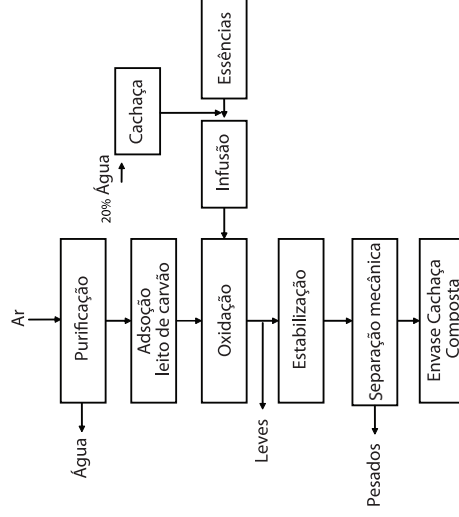 Ar
Purificação
Água
Adsoção
leito de carvão
Oxidação
Leves
Estabilização
Separação mecânica
Pesados
Envase Cachaça
Composta
20% Água
Cachaça
Essências
Infusão